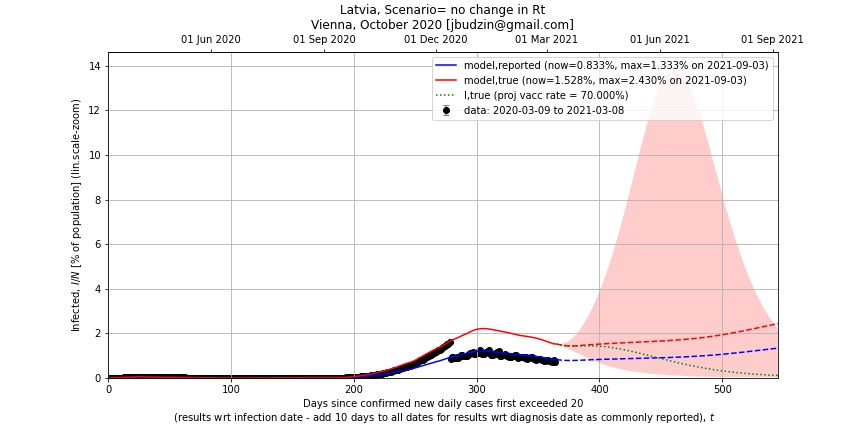 Latvia, Scenario= no change in Rt
Vienna, October 2020 [jbudzin@gmail.com]
01 Jun 2020 01 Sep 2020 01 Dec 2020 01 Mar 2021 01 Jun 2021 01 Sep 2021
model,reported (now=0.833%, max=1.333% on 2021-09-03)
model,true (now=1.528%, max=2.430% on 2021-09-03)
I,true (proj vacc rate = 70.000%)
data: 2020-03-09 to 2021-03-08
Infected, I/N [% of population] (lin.scale-zoom)
14
12
10
8
6
4
2
0
0 100 200 300 400 500
Days since confirmed new daily cases first exceeded 20
(results wrt infection date - add 10 days to all dates for results wrt diagnosis date as commonly reported), t